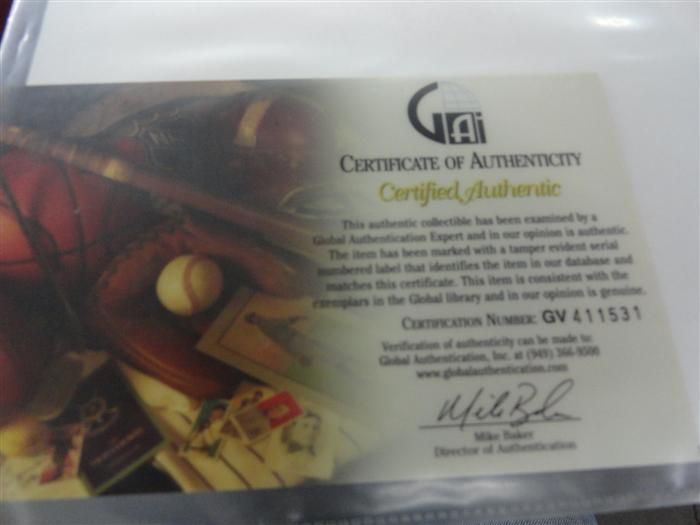 GAi
CERTIFICATE OF AUTHENTICITY
Certified Authentic
This authentic collectible has been examined by a
Global Authentication Expert and in our opinion is authentic.
The item has been marked with a tamper evident serial
numbered label that identifies the item in our database and
matches this certificate. This item is consistent with the
exemplars in the Global library and in our opinion is genuine.
CERTIFICATION NUMBER: GV 411531
Verification of authenticity can be made to:
Global Authentication, Inc. at (949) 366-9500
www.globalauthentication.com
Mike Baker
Mike Baker
Director of Authentication